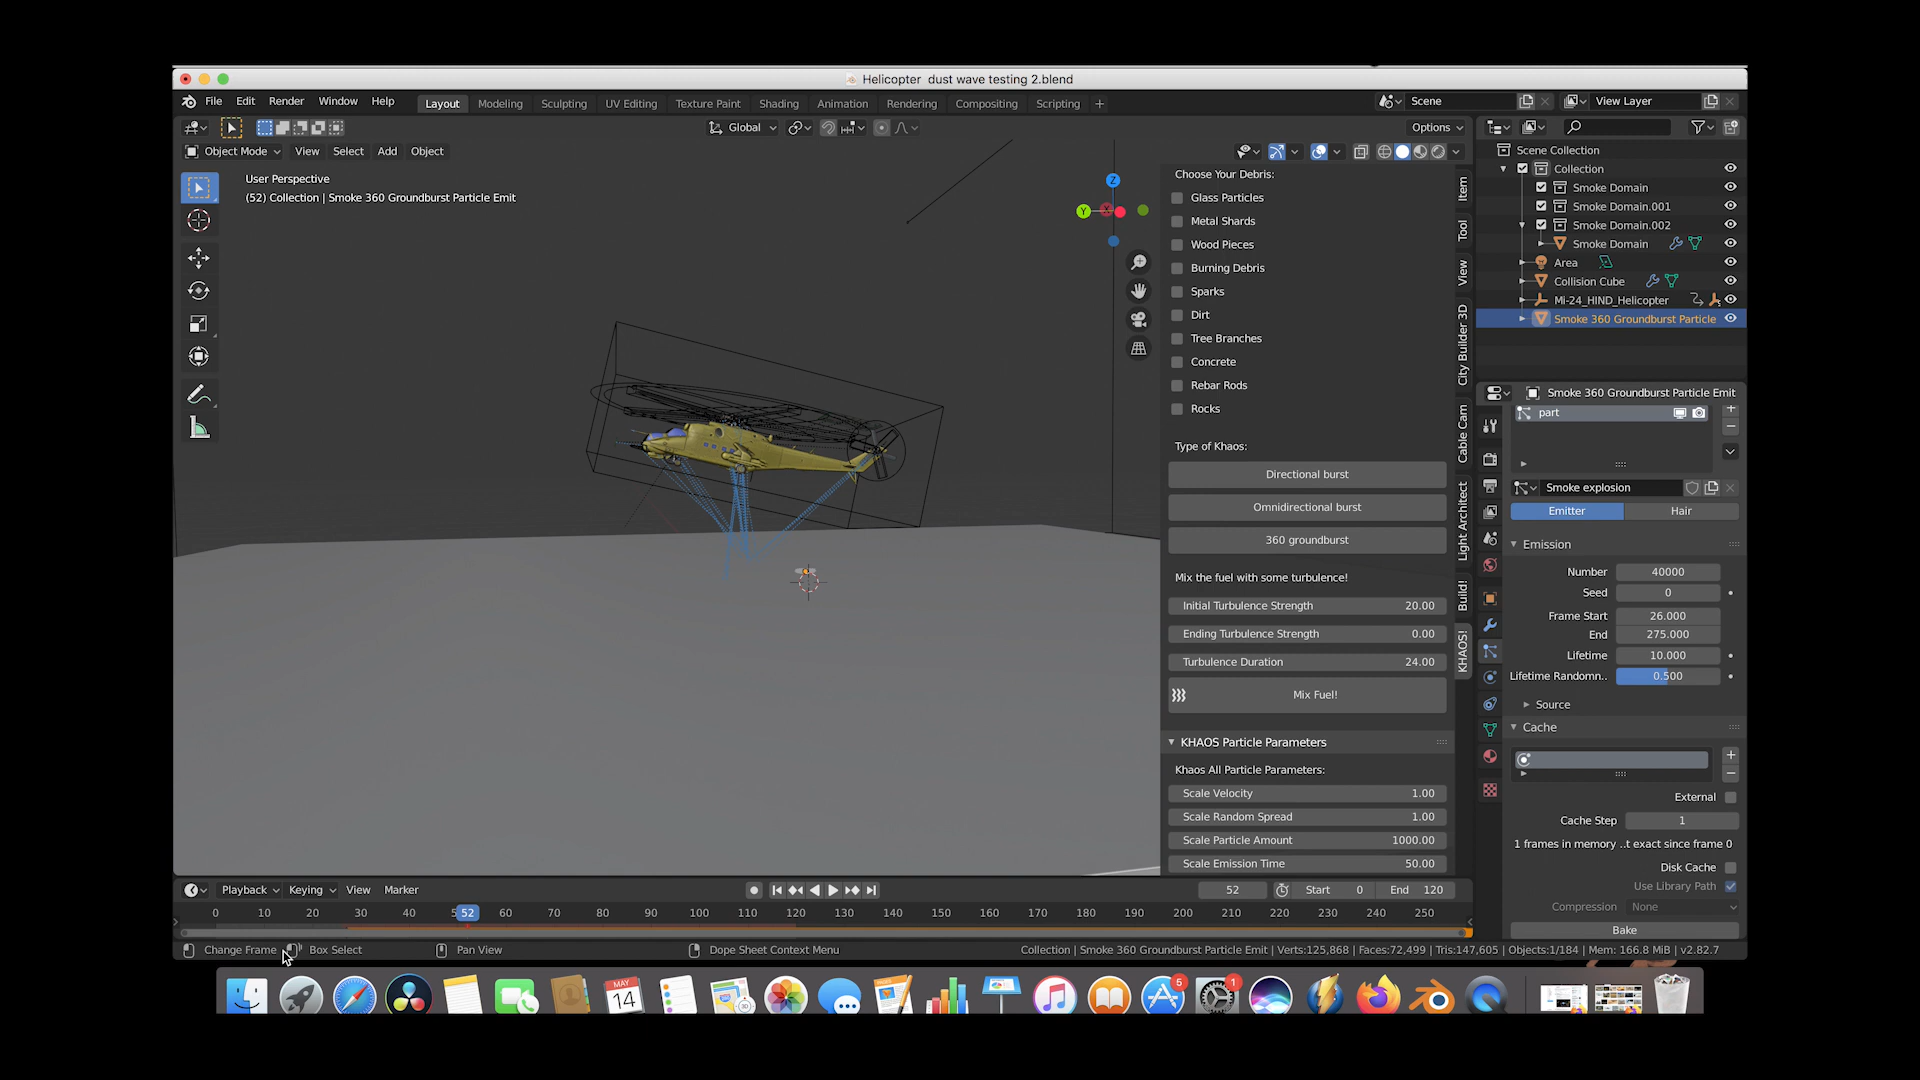 Helicopter  dust wave testing 2.blend
File Edit Render Window Help
Layout Modeling Sculpting UV Editing Texture Paint Shading Animation Rendering Compositing Scripting +
Scene
View Layer
Global
Options
Object Mode View Select Add Object
User Perspective
(52) Collection | Smoke 360 Groundburst Particle Emit
Z
Y
X
Choose Your Debris:
Glass Particles
Metal Shards
Wood Pieces
Burning Debris
Sparks
Dirt
Tree Branches
Concrete
Rebar Rods
Rocks
Type of Khaos:
Directional burst
Omnidirectional burst
360 groundburst
Mix the fuel with some turbulence!
Initial Turbulence Strength 20.00
Ending Turbulence Strength 0.00
Turbulence Duration 24.00
Mix Fuel!
KHAOS Particle Parameters
Khaos All Particle Parameters:
Scale Velocity 1.00
Scale Random Spread 1.00
Scale Particle Amount 1000.00
Scale Emission Time 50.00
Item
Tool
View
City Builder 3D
Cable Cam
Light Architect
Build!
KHAOS!
Scene Collection
Collection
Smoke Domain
Smoke Domain.001
Smoke Domain.002
Smoke Domain
Area
Collision Cube
Mi-24_HIND_Helicopter
Smoke 360 Groundburst Particle
Smoke 360 Groundburst Particle Emit
part
Smoke explosion
Emitter Hair
Emission
Number 40000
Seed 0
Frame Start 26.000
End 275.000
Lifetime 10.000
Lifetime Randomn.. 0.500
Source
Cache
External
Cache Step 1
1 frames in memory ..t exact since frame 0
Disk Cache
Use Library Path
Compression None
Bake
Playback Keying View Marker
52 Start 0 End 120
0 10 20 30 40 5 52 60 70 80 90 100 110 120 130 140 150 160 170 180 190 200 210 220 230 240 250
Change Frame Box Select Pan View Dope Sheet Context Menu
Collection | Smoke 360 Groundburst Particle Emit | Verts:125,868 | Faces:72,499 | Tris:147,605 | Objects:1/184 | Mem: 166.8 MiB | v2.82.7
MAY
14
5
1